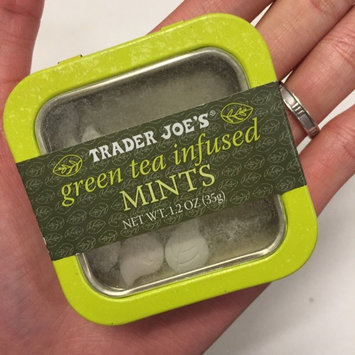 TRADER JOE'S®
green tea infused
MINTS
NET WT. 1.2 OZ (35g)